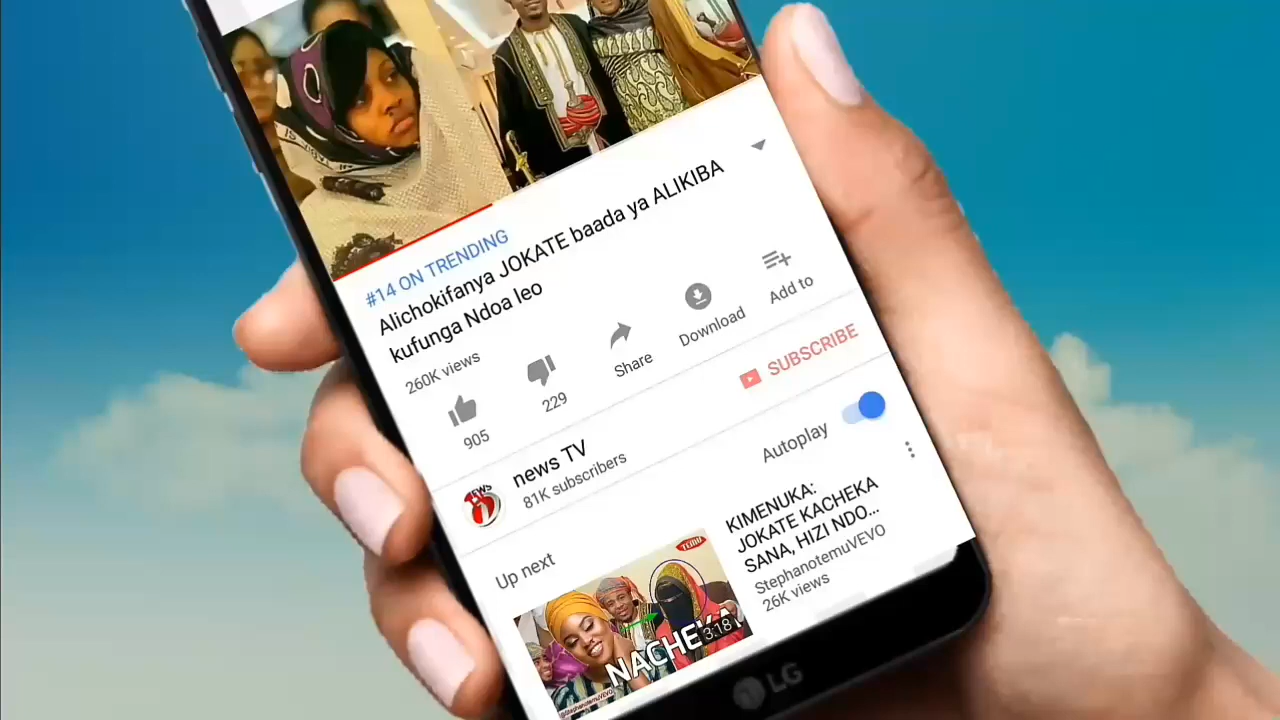 #14 ON TRENDING
Alichokifanya JOKATE baada ya ALIKIBA
kufunga Ndoa leo
260K views
905
229
Share
Download
Add to
SUBSCRIBE
news TV
81K subscribers
Autoplay
Up next
KIMENUKA:
JOKATE KACHEKA
SANA, HIZI NDO...
StephanotemuVEVO
26K views
NACHEKA
3:18
@StephanotemuVEVO
LG